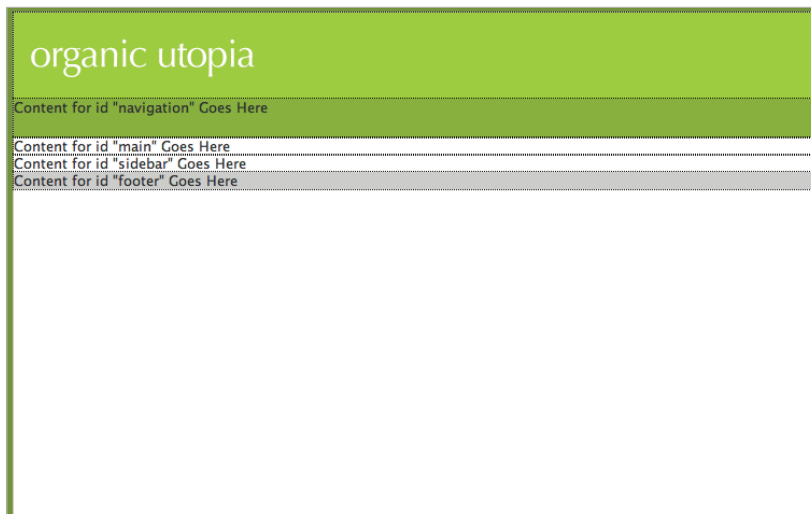 organic utopia
Content for id "navigation" Goes Here
Content for id "main" Goes Here
Content for id "sidebar" Goes Here
Content for id "footer" Goes Here